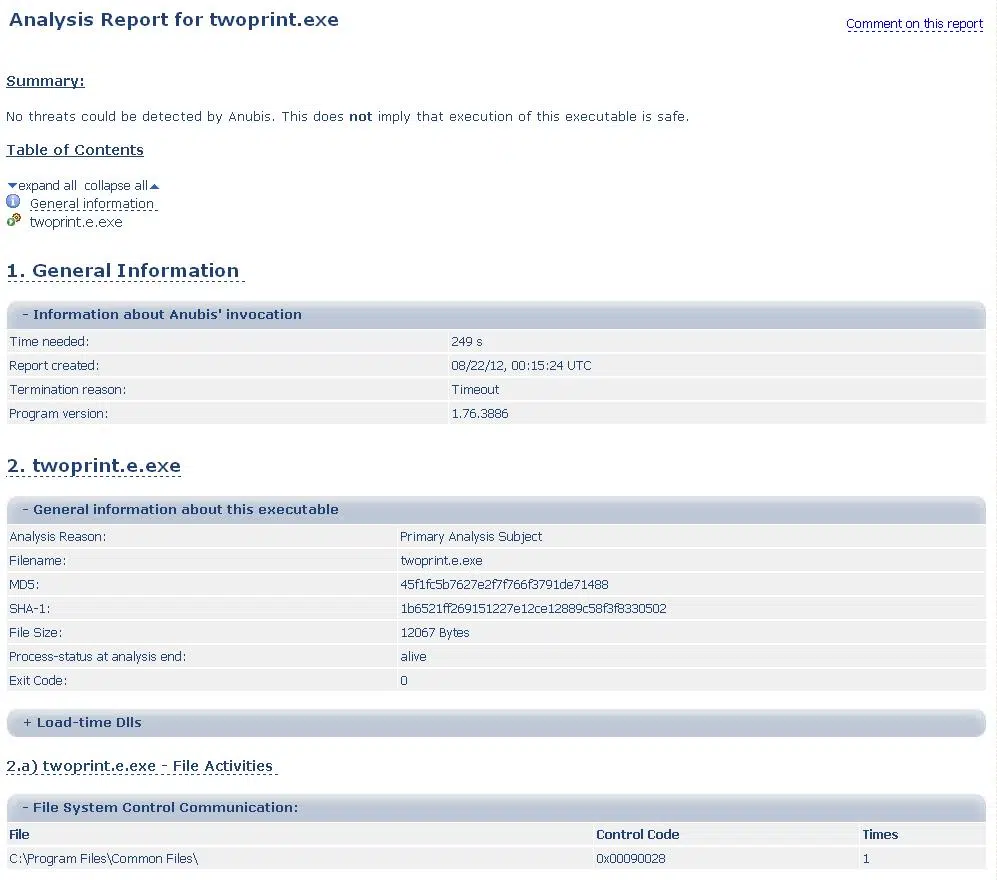 Analysis Report for twoprint.exe
Comment on this report
Summary:
No threats could be detected by Anubis. This does not imply that execution of this executable is safe.
Table of Contents
expand all collapse all
General information
twoprint.e.exe
1. General Information
- Information about Anubis' invocation
Time needed: 249 s
Report created: 08/22/12, 00:15:24 UTC
Termination reason: Timeout
Program version: 1.76.3886
2. twoprint.e.exe
- General information about this executable
Analysis Reason: Primary Analysis Subject
Filename: twoprint.e.exe
MD5: 45f1fc5b7627e2f7f766f3791de71488
SHA-1: 1b6521ff269151227e12ce12889c58f3f8330502
File Size: 12067 Bytes
Process-status at analysis end: alive
Exit Code: 0
+ Load-time Dlls
2.a) twoprint.e.exe - File Activities
- File System Control Communication:
File Control Code Times
C:\Program Files\Common Files\ 0x00090028 1